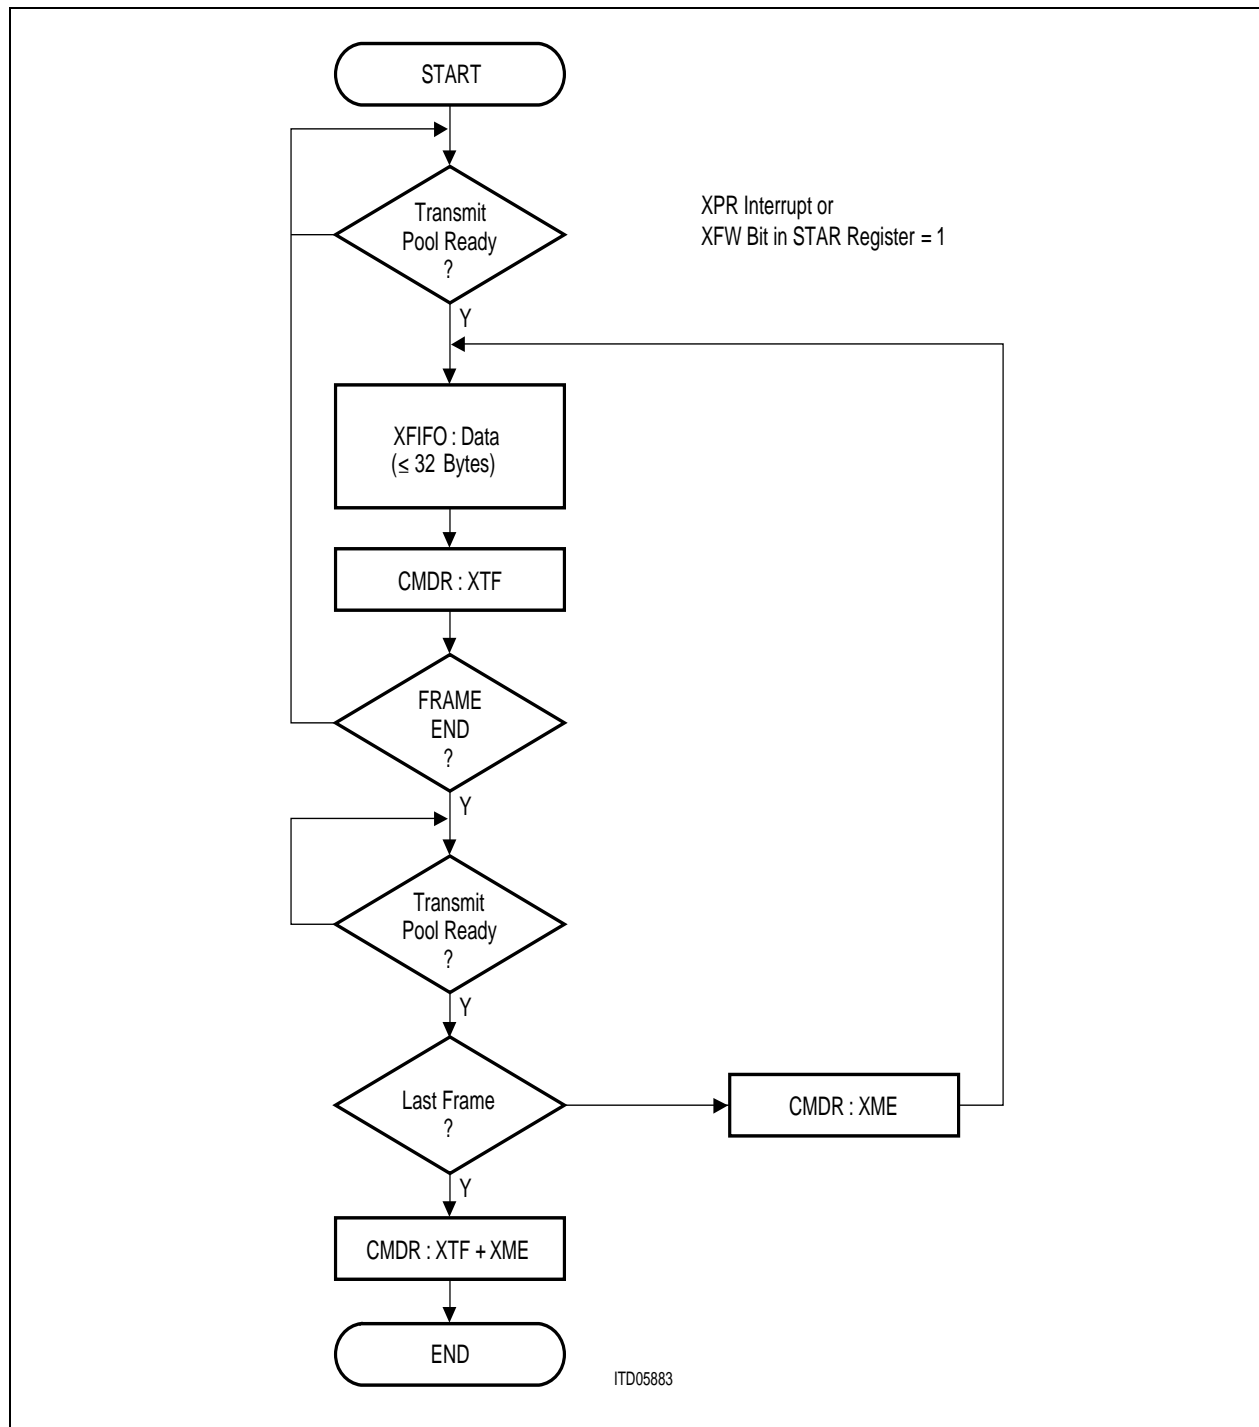 START
Transmit
Pool Ready
?
XPR Interrupt or
XFW Bit in STAR Register = 1
Y
XFIFO : Data
(≤ 32 Bytes)
CMDR : XTF
FRAME
END
?
Y
Transmit
Pool Ready
?
Y
Last Frame
?
CMDR : XME
Y
CMDR : XTF + XME
END
ITD05883